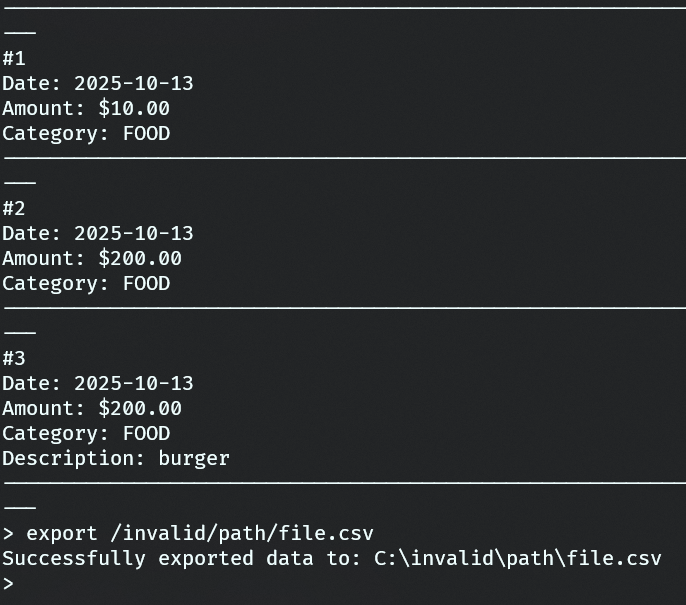 #1
Date: 2025-10-13
Amount: $10.00
Category: FOOD
#2
Date: 2025-10-13
Amount: $200.00
Category: FOOD
#3
Date: 2025-10-13
Amount: $200.00
Category: FOOD
Description: burger
> export /invalid/path/file.csv
Successfully exported data to: C:\invalid\path\file.csv
>